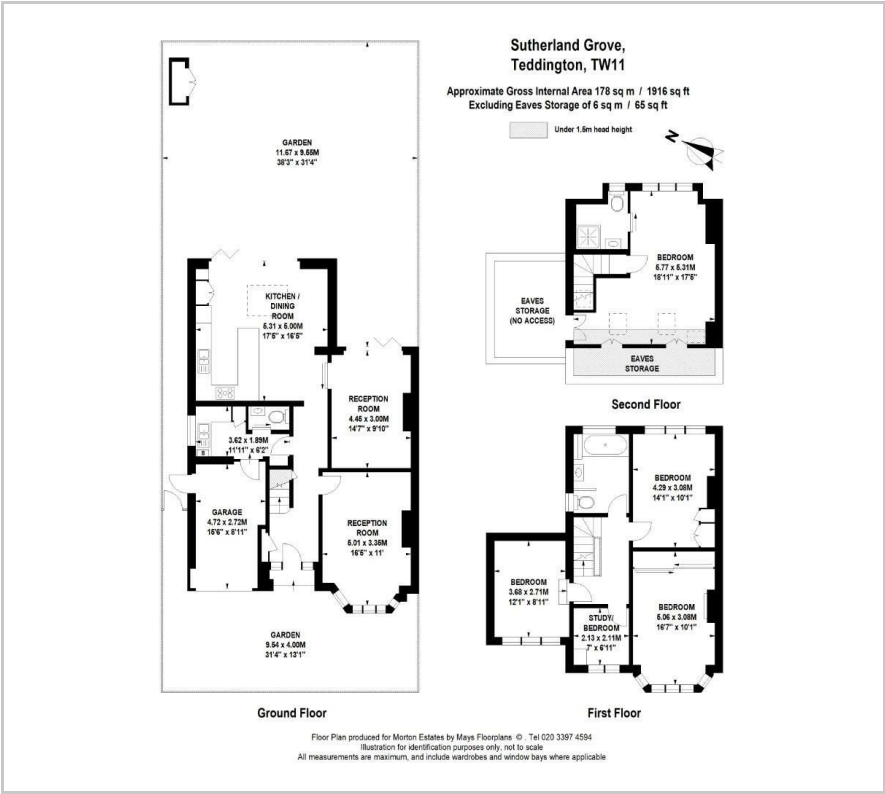 Sutherland Grove,
Teddington, TW11
Approximate Gross Internal Area 178 sq m / 1916 sq ft
Excluding Eaves Storage of 6 sq m / 65 sq ft
Under 1.5m head height
N
GARDEN
11.67 x 9.55M
38'3" x 31'4"
KITCHEN /
DINING
ROOM
5.31 x 5.00M
17'5" x 16'5"
RECEPTION
ROOM
4.45 x 3.00M
14'7" x 9'10"
3.62 x 1.89M
11'11" x 6'2"
GARAGE
4.72 x 2.72M
15'6" x 8'11"
RECEPTION
ROOM
5.01 x 3.35M
16'5" x 11'
GARDEN
9.54 x 4.00M
31'4" x 13'1"
Ground Floor
BEDROOM
5.77 x 5.31M
18'11" x 17'5"
EAVES
STORAGE
(NO ACCESS)
EAVES
STORAGE
Second Floor
BEDROOM
4.29 x 3.08M
14'1" x 10'1"
BEDROOM
3.68 x 2.71M
12'1" x 8'11"
BEDROOM
5.06 x 3.08M
16'7" x 10'1"
STUDY/
BEDROOM
2.13 x 2.11M
7' x 6'11"
First Floor
Floor Plan produced for Morton Estates by Mays Floorplans © . Tel 020 3397 4594
Illustration for identification purposes only, not to scale
All measurements are maximum, and include wardrobes and window bays where applicable